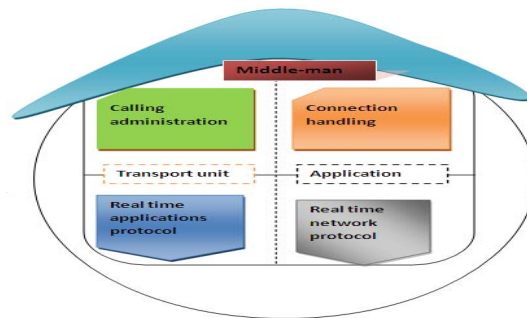 Middle-man
Calling
administration
Connection
handling
Transport unit
Application
Real time
applications
protocol
Real time
network
protocol